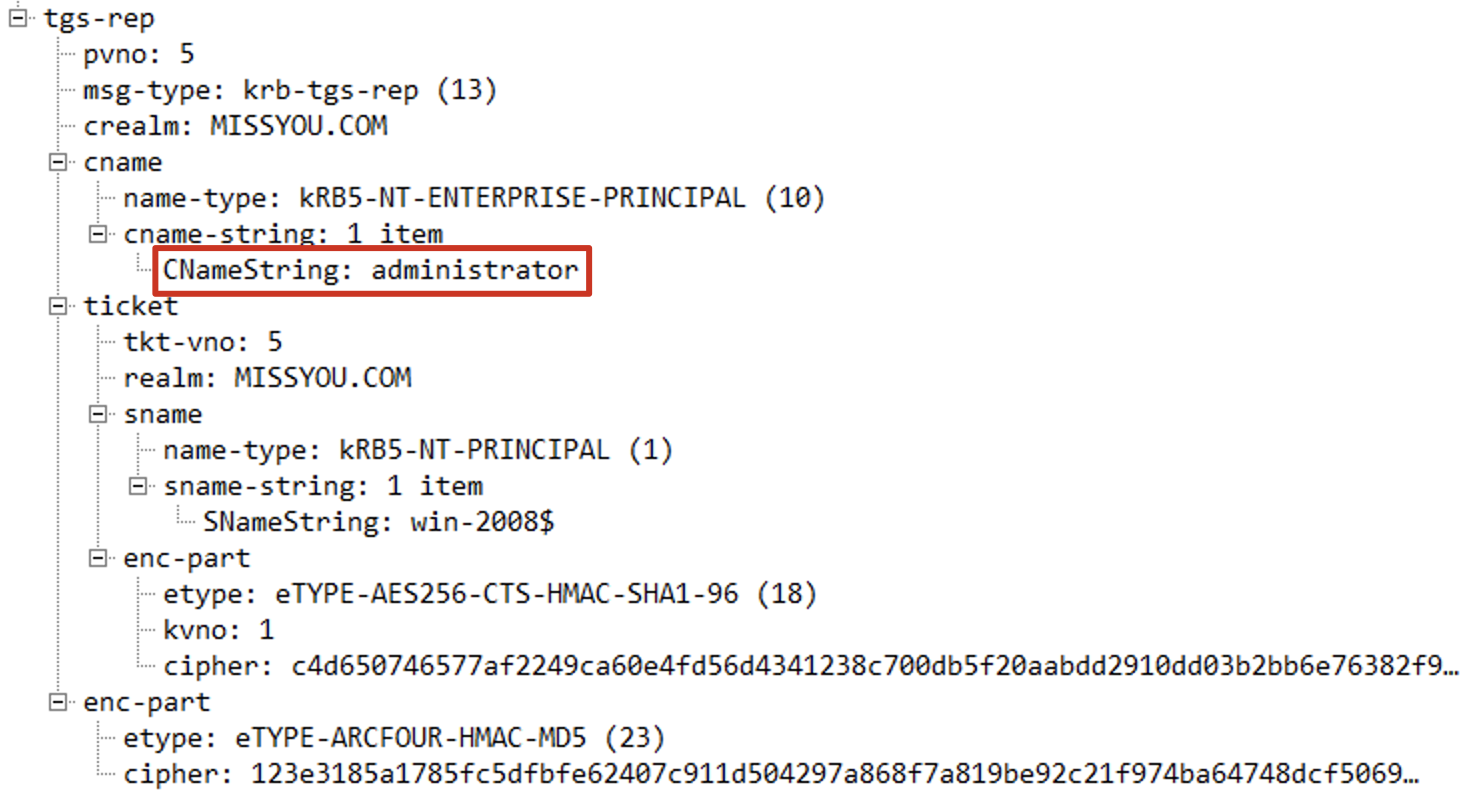 tgs-rep
pvno: 5
msg-type: krb-tgs-rep (13)
crealm: MISSYOU.COM
cname
name-type: kRB5-NT-ENTERPRISE-PRINCIPAL (10)
cname-string: 1 item
CNameString: administrator
ticket
tkt-vno: 5
realm: MISSYOU.COM
sname
name-type: kRB5-NT-PRINCIPAL (1)
sname-string: 1 item
SNameString: win-2008$
enc-part
etype: eTYPE-AES256-CTS-HMAC-SHA1-96 (18)
kvno: 1
cipher: c4d650746577af2249ca60e4fd56d4341238c700db5f20aabdd2910dd03b2bb6e76382f9…
enc-part
etype: eTYPE-ARCFOUR-HMAC-MD5 (23)
cipher: 123e3185a1785fc5dfbfe62407c911d504297a868f7a819be92c21f974ba64748dcf5069…